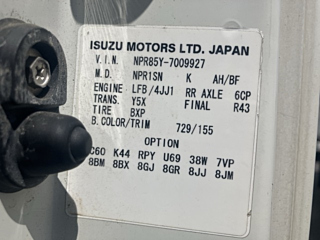 ISUZU MOTORS LTD. JAPAN
V.I.N. NPR85Y-7009927
M.D. NPR1SN K AH/BF
ENGINE LFB/4JJ1 RR AXLE 6CP
TRANS. Y5X FINAL R43
TIRE BXP
B.COLOR/TRIM 729/155
OPTION
C60 K44 RPY U69 38W 7VP
8BM 8BX 8GJ 8GR 8JJ 8JM